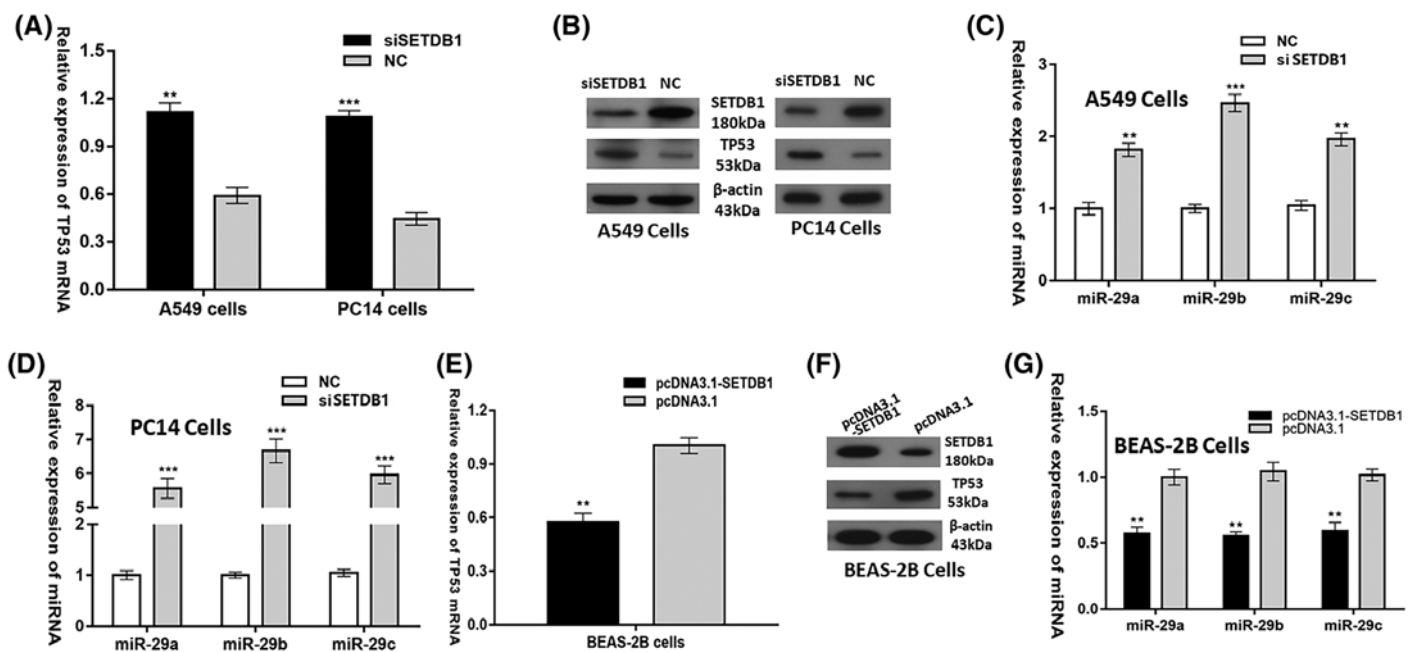 (A)
Relative expression of TP53 mRNA
1.5
1.2
0.9
0.6
0.3
0.0
siSETDB1
NC
**
***
A549 cells
PC14 cells
(B)
siSETDB1 NC
siSETDB1 NC
SETDB1
180kDa
TP53
53kDa
β-actin
43kDa
A549 Cells
PC14 Cells
(C)
Relative expression of miRNA
3
2
1
0
NC
siSETDB1
A549 Cells
**
***
**
miR-29a
miR-29b
miR-29c
(D)
Relative expression of miRNA
8
7
6
5
2
1
0
NC
siSETDB1
PC14 Cells
***
***
***
miR-29a
miR-29b
miR-29c
(E)
Relative expression of TP53 mRNA
1.2
0.9
0.6
0.3
0.0
pcDNA3.1-SETDB1
pcDNA3.1
**
BEAS-2B cells
(F)
pcDNA3.1
-SETDB1
pcDNA3.1
SETDB1
180kDa
TP53
53kDa
β-actin
43kDa
BEAS-2B Cells
(G)
Relative expression of miRNA
1.5
1.0
0.5
0.0
pcDNA3.1-SETDB1
pcDNA3.1
BEAS-2B Cells
**
**
**
miR-29a
miR-29b
miR-29c